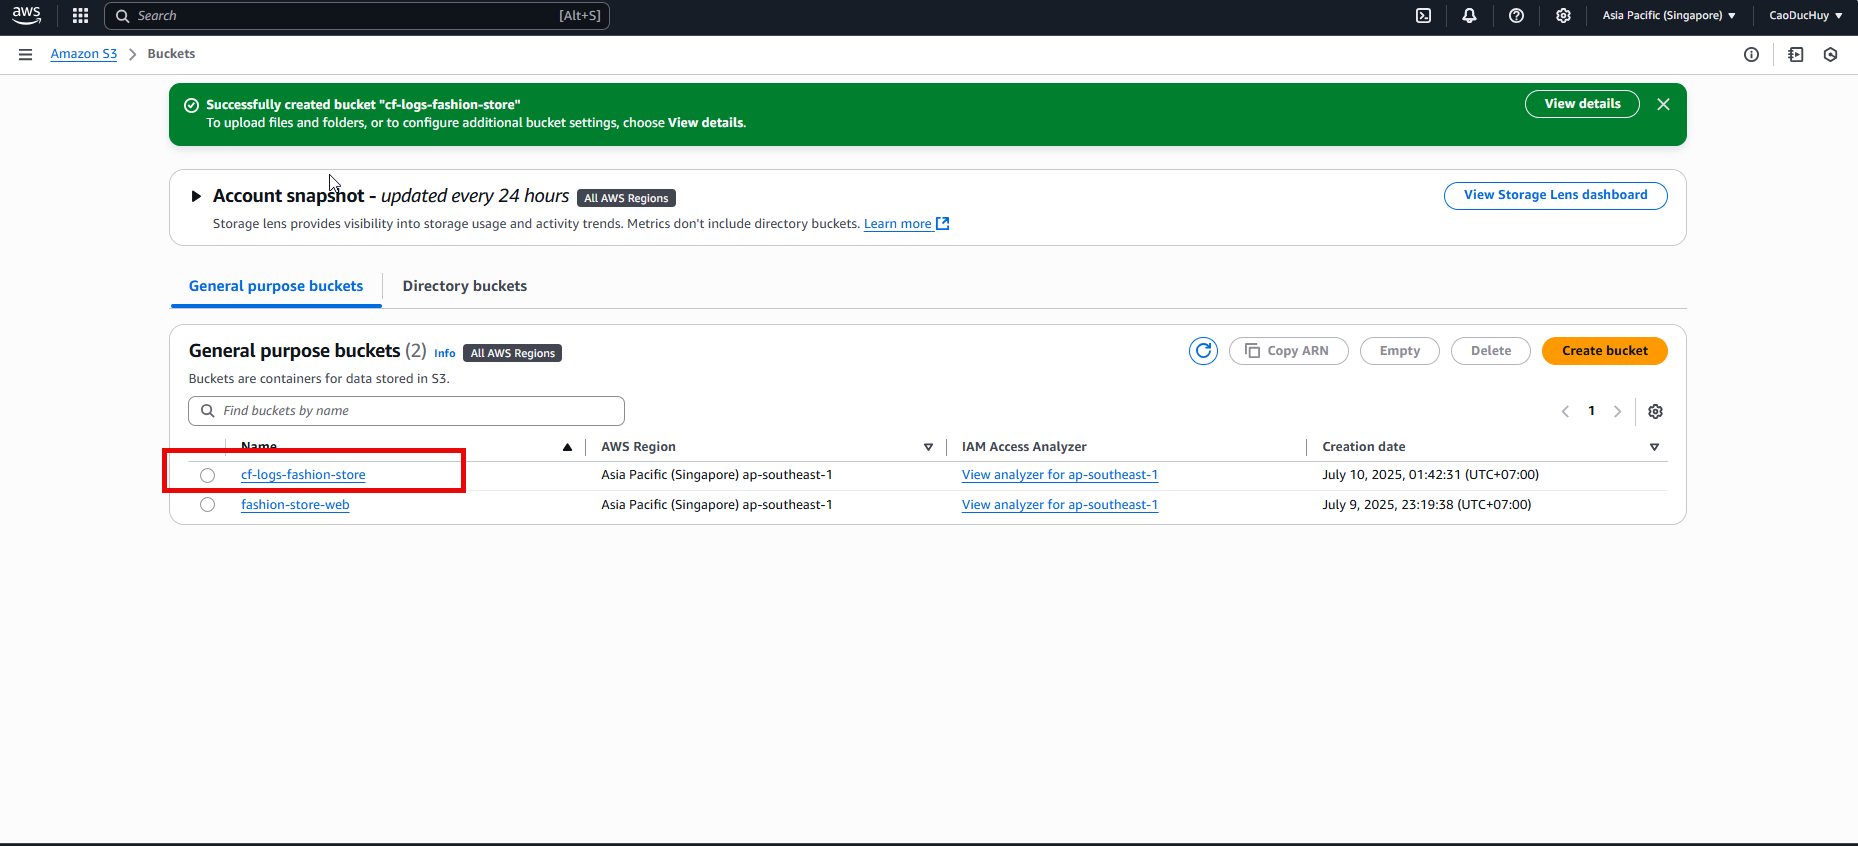 aws
Search [Alt+S]
Asia Pacific (Singapore) ▼ CaoDucHuy ▼
Amazon S3 > Buckets
Successfully created bucket "cf-logs-fashion-store"
To upload files and folders, or to configure additional bucket settings, choose View details.
View details
Account snapshot - updated every 24 hours All AWS Regions
Storage lens provides visibility into storage usage and activity trends. Metrics don't include directory buckets. Learn more
View Storage Lens dashboard
General purpose buckets Directory buckets
General purpose buckets (2) Info All AWS Regions
Copy ARN Empty Delete Create bucket
Buckets are containers for data stored in S3.
Find buckets by name
1
Name AWS Region IAM Access Analyzer Creation date
cf-logs-fashion-store Asia Pacific (Singapore) ap-southeast-1 View analyzer for ap-southeast-1 July 10, 2025, 01:42:31 (UTC+07:00)
fashion-store-web Asia Pacific (Singapore) ap-southeast-1 View analyzer for ap-southeast-1 July 9, 2025, 23:19:38 (UTC+07:00)